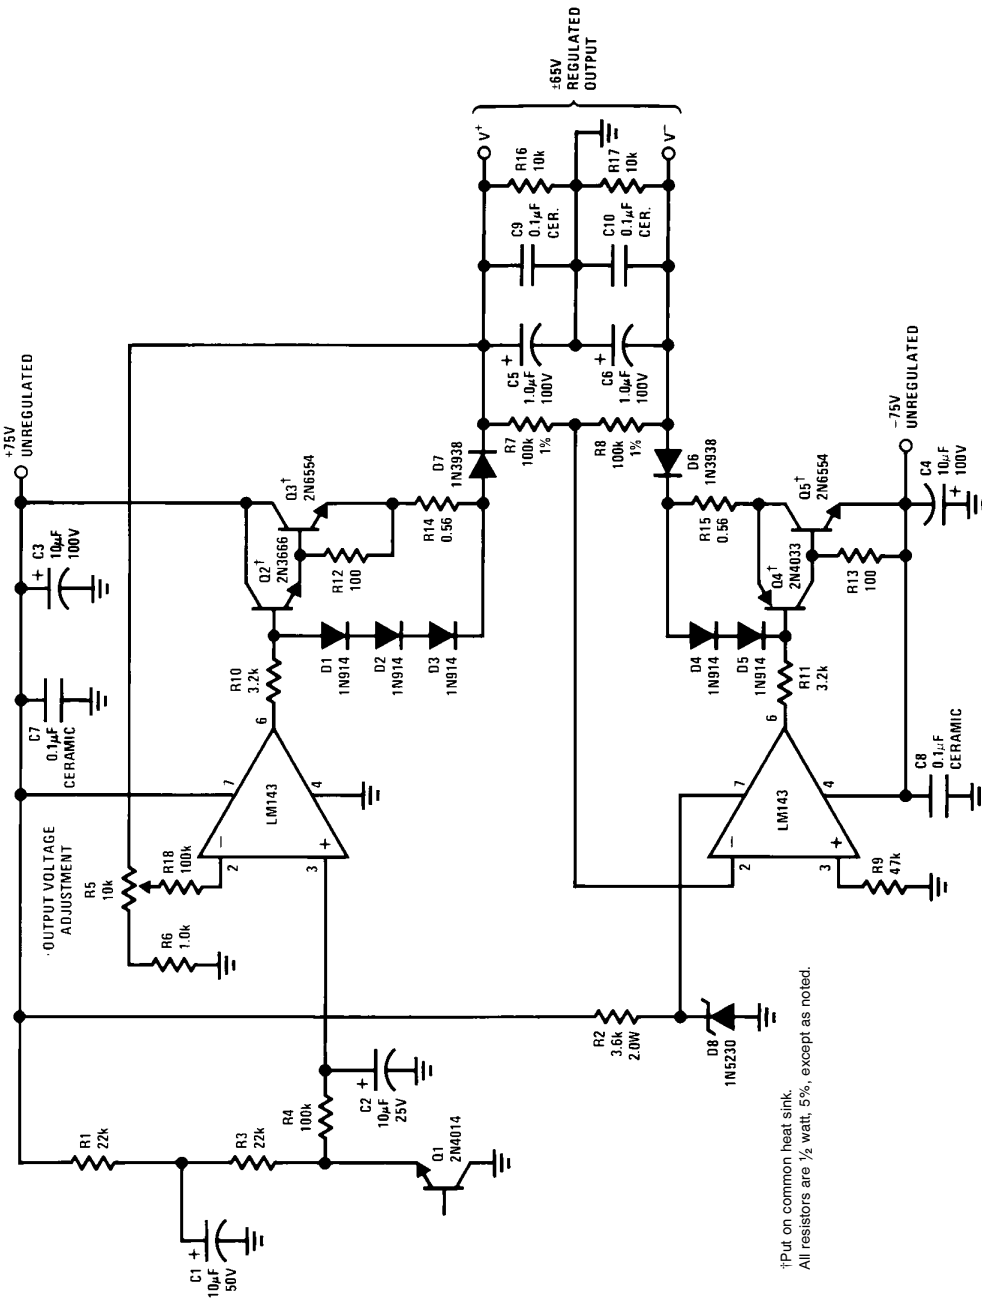 ±65V
REGULATED
OUTPUT
V+
V−
R16
10k
R17
10k
C9
0.1μF
CER.
C10
0.1μF
CER.
+
C5
1.0μF
100V
+
C6
1.0μF
100V
R7
100k
1%
R8
100k
1%
+75V
UNREGULATED
−75V
UNREGULATED
C3
+
10μF
100V
C7
0.1μF
CERAMIC
Q3†
2N6554
Q2†
2N3666
R12
100
R14
0.56
D7
1N3938
D6
1N3938
R10
3.2k
D1
1N914
D2
1N914
D3
1N914
R15
0.56
Q5†
2N6554
Q4†
2N4033
R13
100
C4
10μF
100V
+
D4
1N914
D5
1N914
R11
3.2k
C8
0.1μF
CERAMIC
6
7
LM143
4
−
2
+
3
6
7
LM143
4
−
2
+
3
R9
47k
OUTPUT VOLTAGE
ADJUSTMENT
R5
10k
R18
100k
R6
1.0k
R2
3.6k
2.0W
D8
1N5230
R1
22k
R3
22k
R4
100k
+
C2
10μF
25V
Q1
2N4014
C1
+
10μF
50V
†Put on common heat sink.
All resistors are ½ watt, 5%, except as noted.